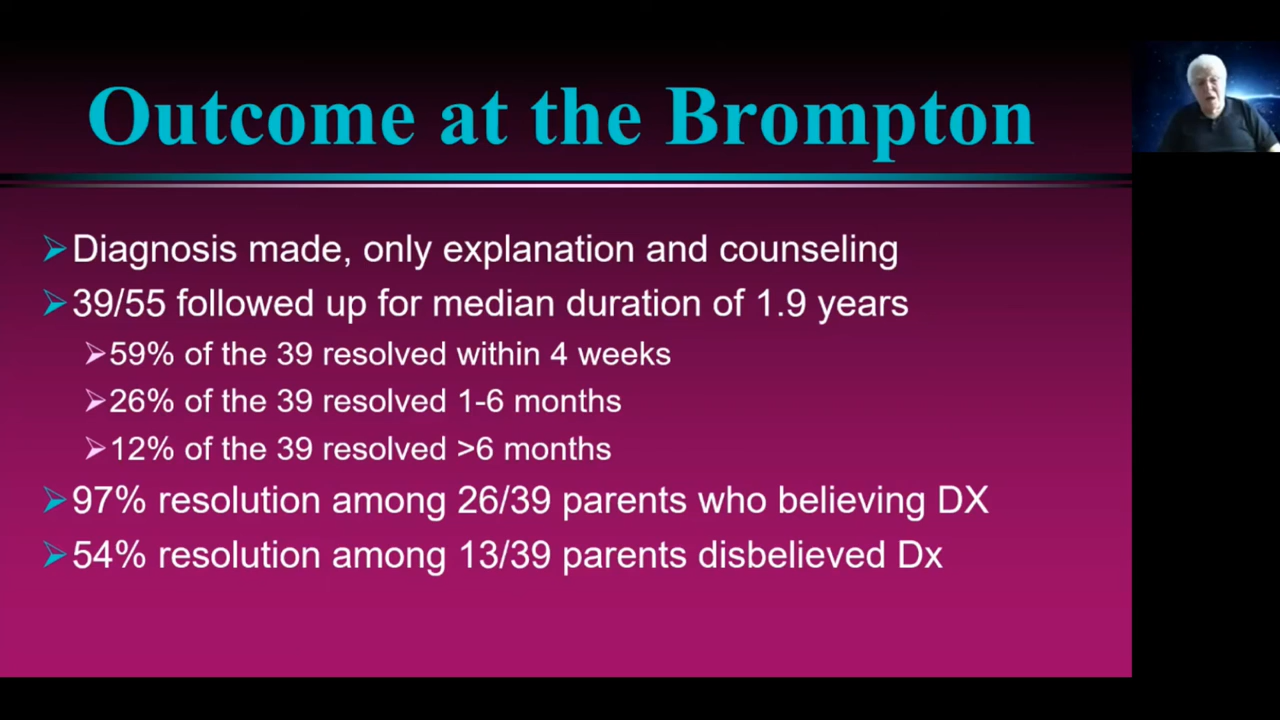 Outcome at the Brompton
Diagnosis made, only explanation and counseling
39/55 followed up for median duration of 1.9 years
59% of the 39 resolved within 4 weeks
26% of the 39 resolved 1-6 months
12% of the 39 resolved >6 months
97% resolution among 26/39 parents who believing DX
54% resolution among 13/39 parents disbelieved Dx